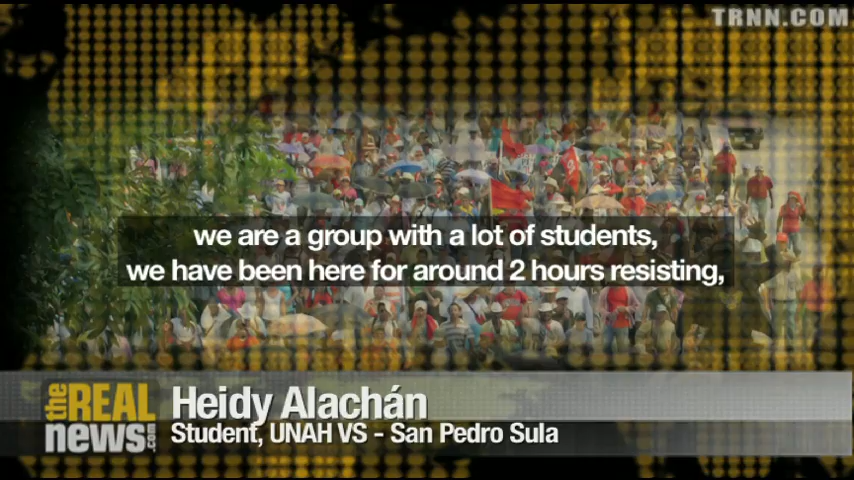 TRNN.COM
we are a group with a lot of students,
we have been here for around 2 hours resisting,
the REAL news.com
Heidy Alachán
Student, UNAH VS - San Pedro Sula